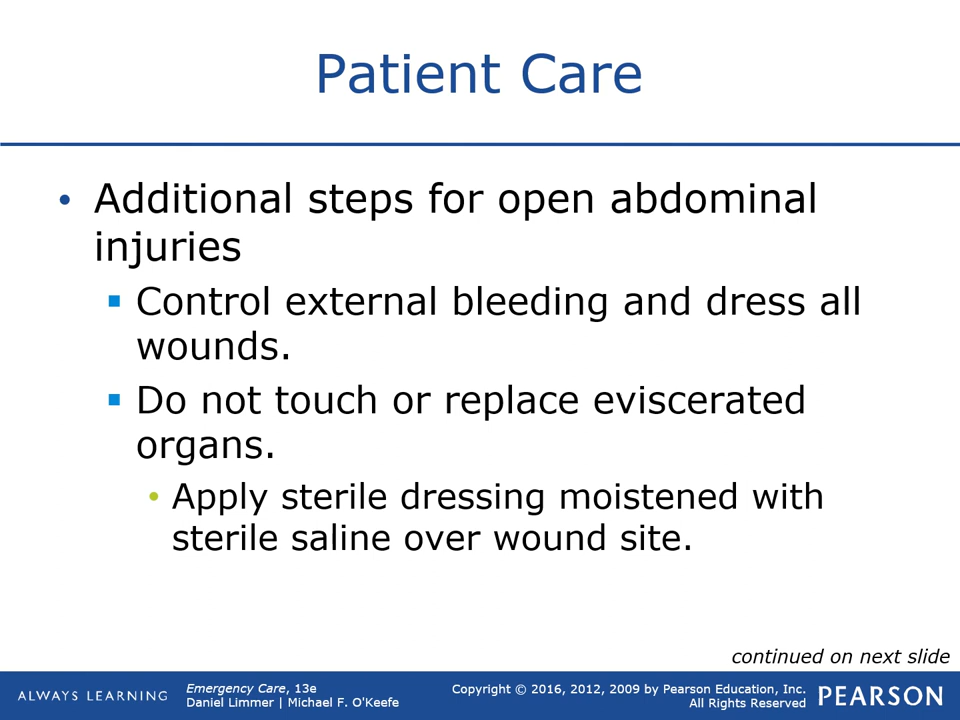 Patient Care
• Additional steps for open abdominal
injuries
▪ Control external bleeding and dress all
wounds.
▪ Do not touch or replace eviscerated
organs.
• Apply sterile dressing moistened with
sterile saline over wound site.
continued on next slide
ALWAYS LEARNING
Emergency Care, 13e
Daniel Limmer | Michael F. O'Keefe
Copyright © 2016, 2012, 2009 by Pearson Education, Inc.
All Rights Reserved
PEARSON